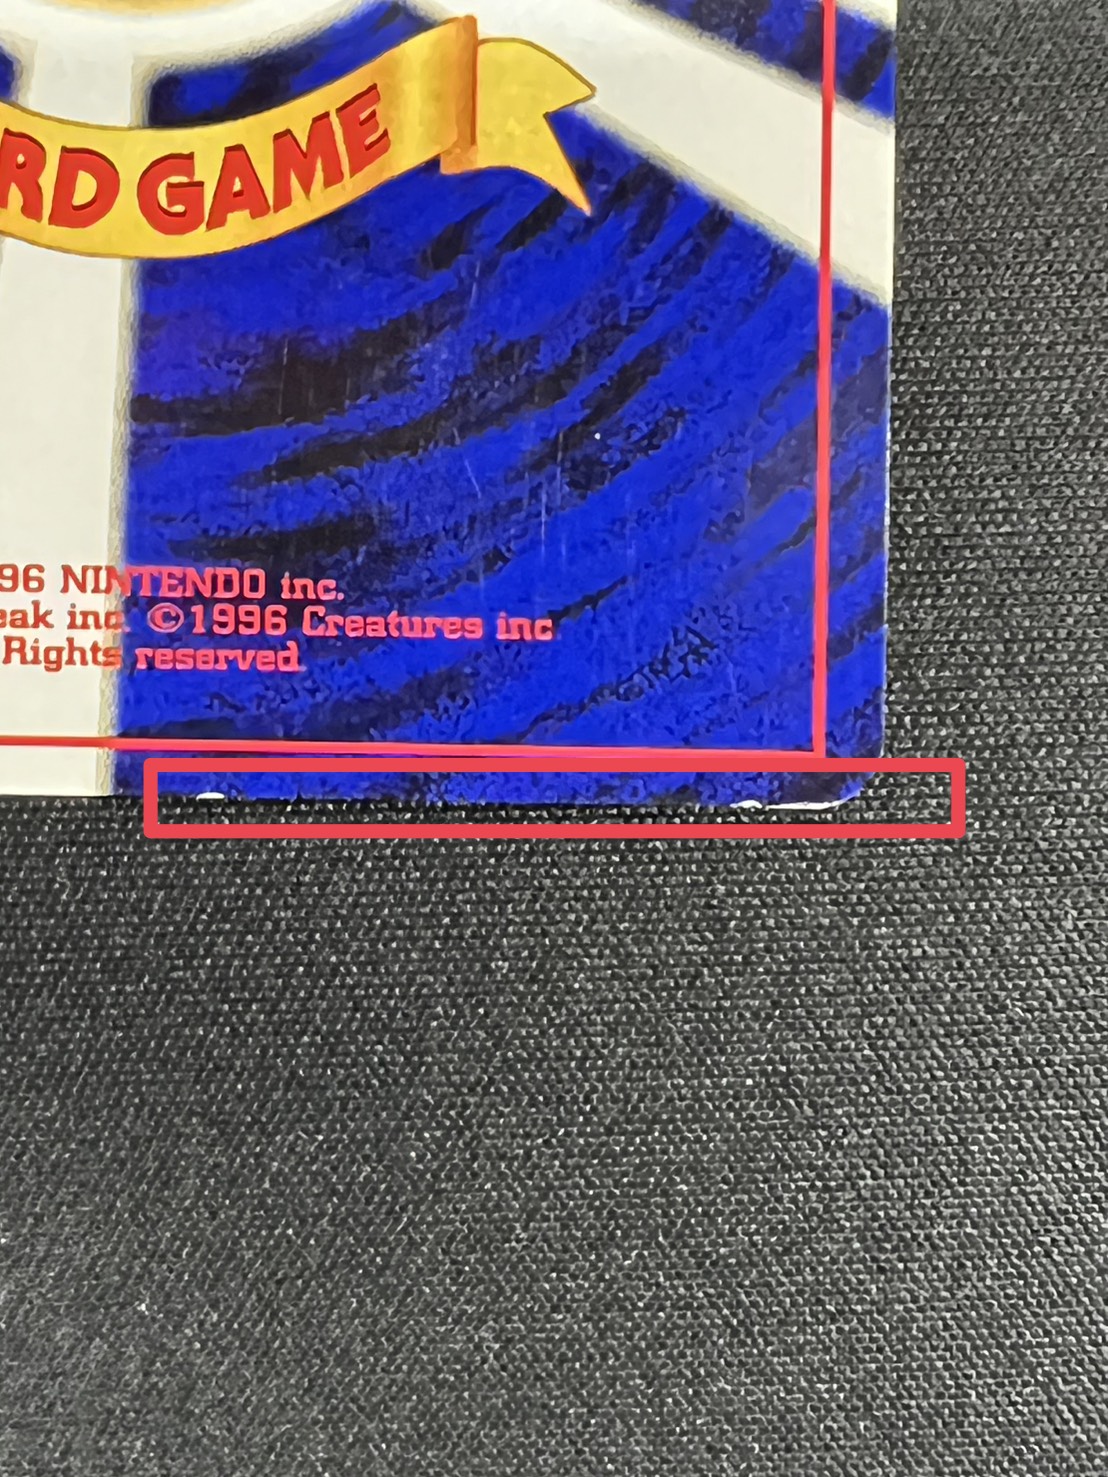 RD GAME
96 NINTENDO inc.
eak inc. ©1996 Creatures inc
Rights reserved.